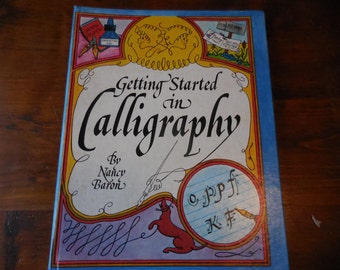 Getting Started
in
Calligraphy
By
Nancy
Baron
K F